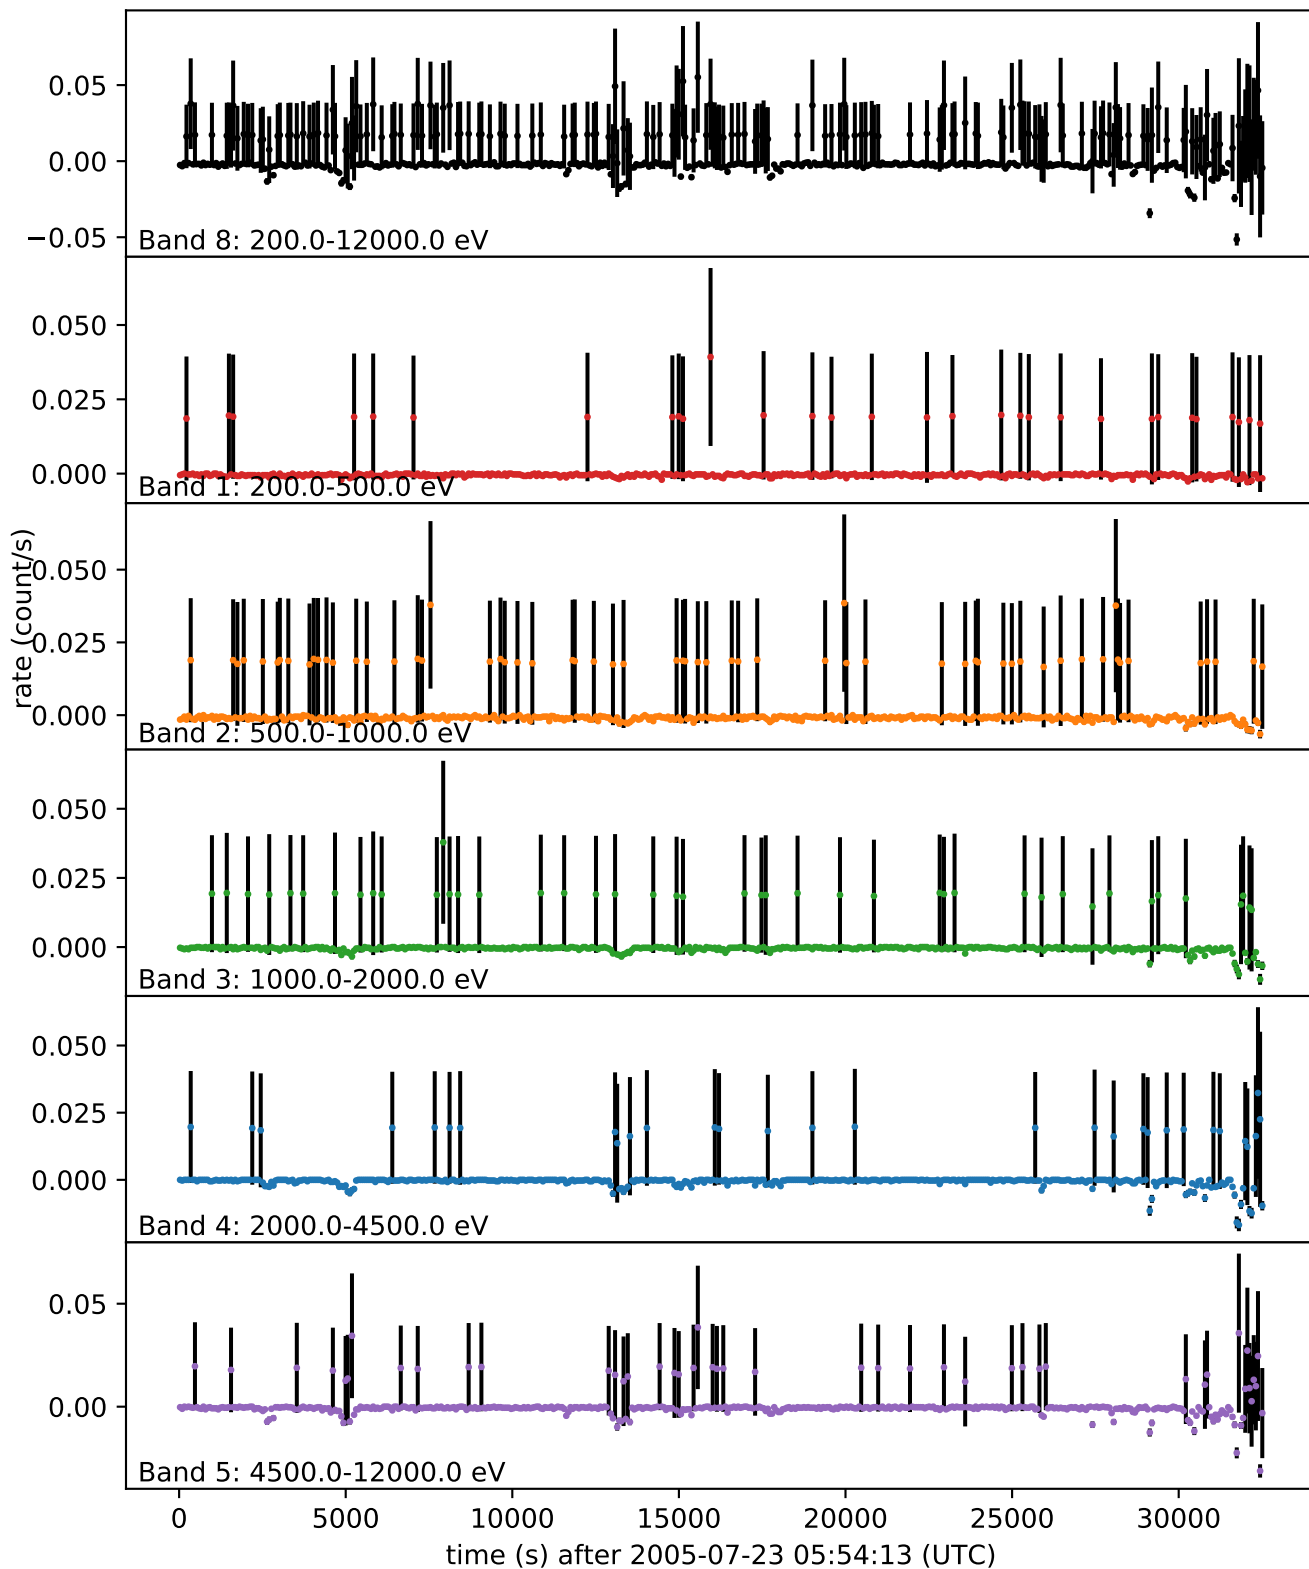 0.05
0.00
−0.05
Band 8: 200.0-12000.0 eV
0.050
0.025
0.000
Band 1: 200.0-500.0 eV
rate (count/s)
0.050
0.025
0.000
Band 2: 500.0-1000.0 eV
0.050
0.025
0.000
Band 3: 1000.0-2000.0 eV
0.050
0.025
0.000
Band 4: 2000.0-4500.0 eV
0.05
0.00
Band 5: 4500.0-12000.0 eV
0 5000 10000 15000 20000 25000 30000
time (s) after 2005-07-23 05:54:13 (UTC)